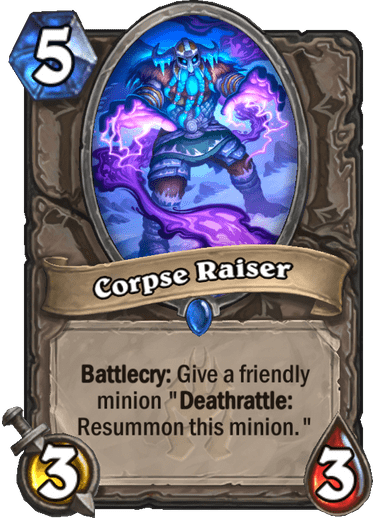 5
Corpse Raiser
Battlecry: Give a friendly
minion "Deathrattle:
Resummon this minion."
3
3